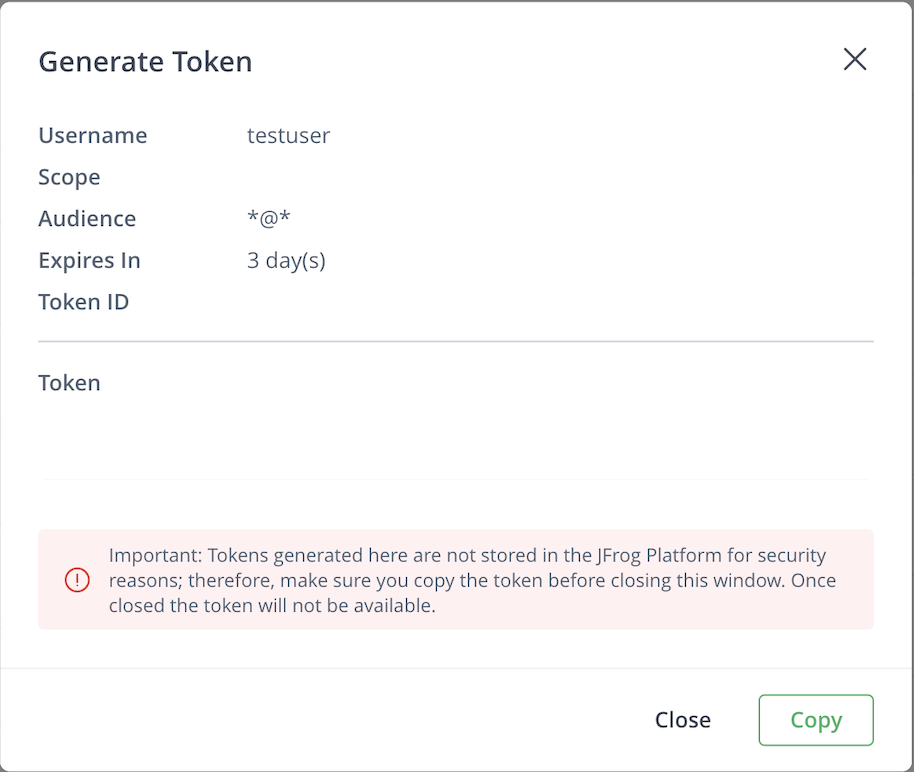 Generate Token
Username testuser
Scope
Audience *@*
Expires In 3 day(s)
Token ID
Token
Important: Tokens generated here are not stored in the JFrog Platform for security
reasons; therefore, make sure you copy the token before closing this window. Once
closed the token will not be available.
Close Copy